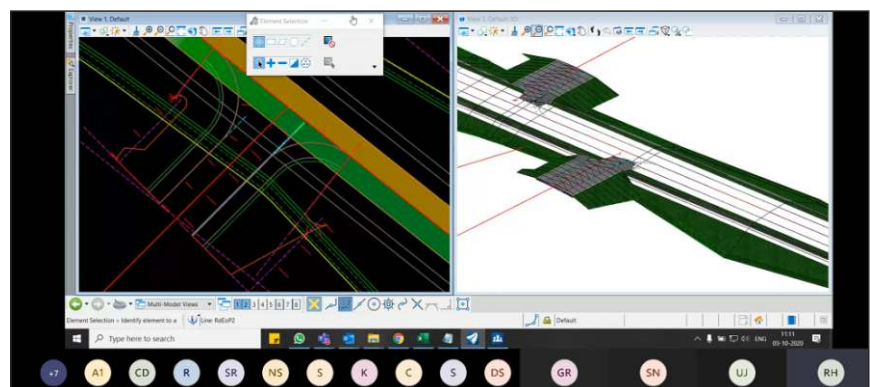 View 1, Default
Element Selection
View 2, Default-3D
Properties
Explorer
Multi-Model Views
1 2 3 4 5 6 7 8
Element Selection > Identify element to a
Line: RdEoP2
Default
Type here to search
ENG
11:11
03-10-2020
+7
A1
CD
R
SR
NS
S
K
C
S
DS
GR
SN
UJ
RH